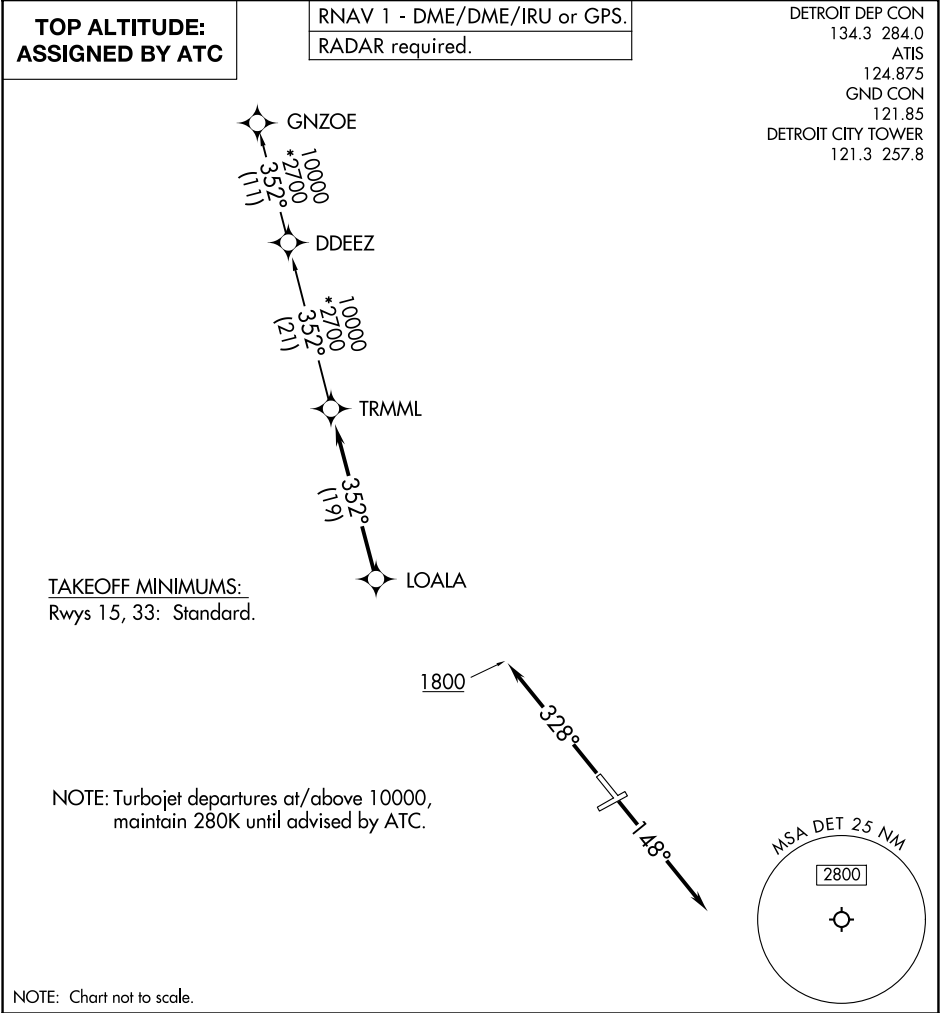 TOP ALTITUDE:
ASSIGNED BY ATC
RNAV 1 - DME/DME/IRU or GPS.
RADAR required.
DETROIT DEP CON
134.3 284.0
ATIS
124.875
GND CON
121.85
DETROIT CITY TOWER
121.3 257.8
GNZOE
10000
*2700
352°
(11)
DDEEZ
10000
*2700
352°
(21)
TRMML
352°
(19)
LOALA
TAKEOFF MINIMUMS:
Rwys 15, 33: Standard.
1800
328°
148°
NOTE: Turbojet departures at/above 10000,
maintain 280K until advised by ATC.
MSA DET 25 NM
2800
NOTE: Chart not to scale.